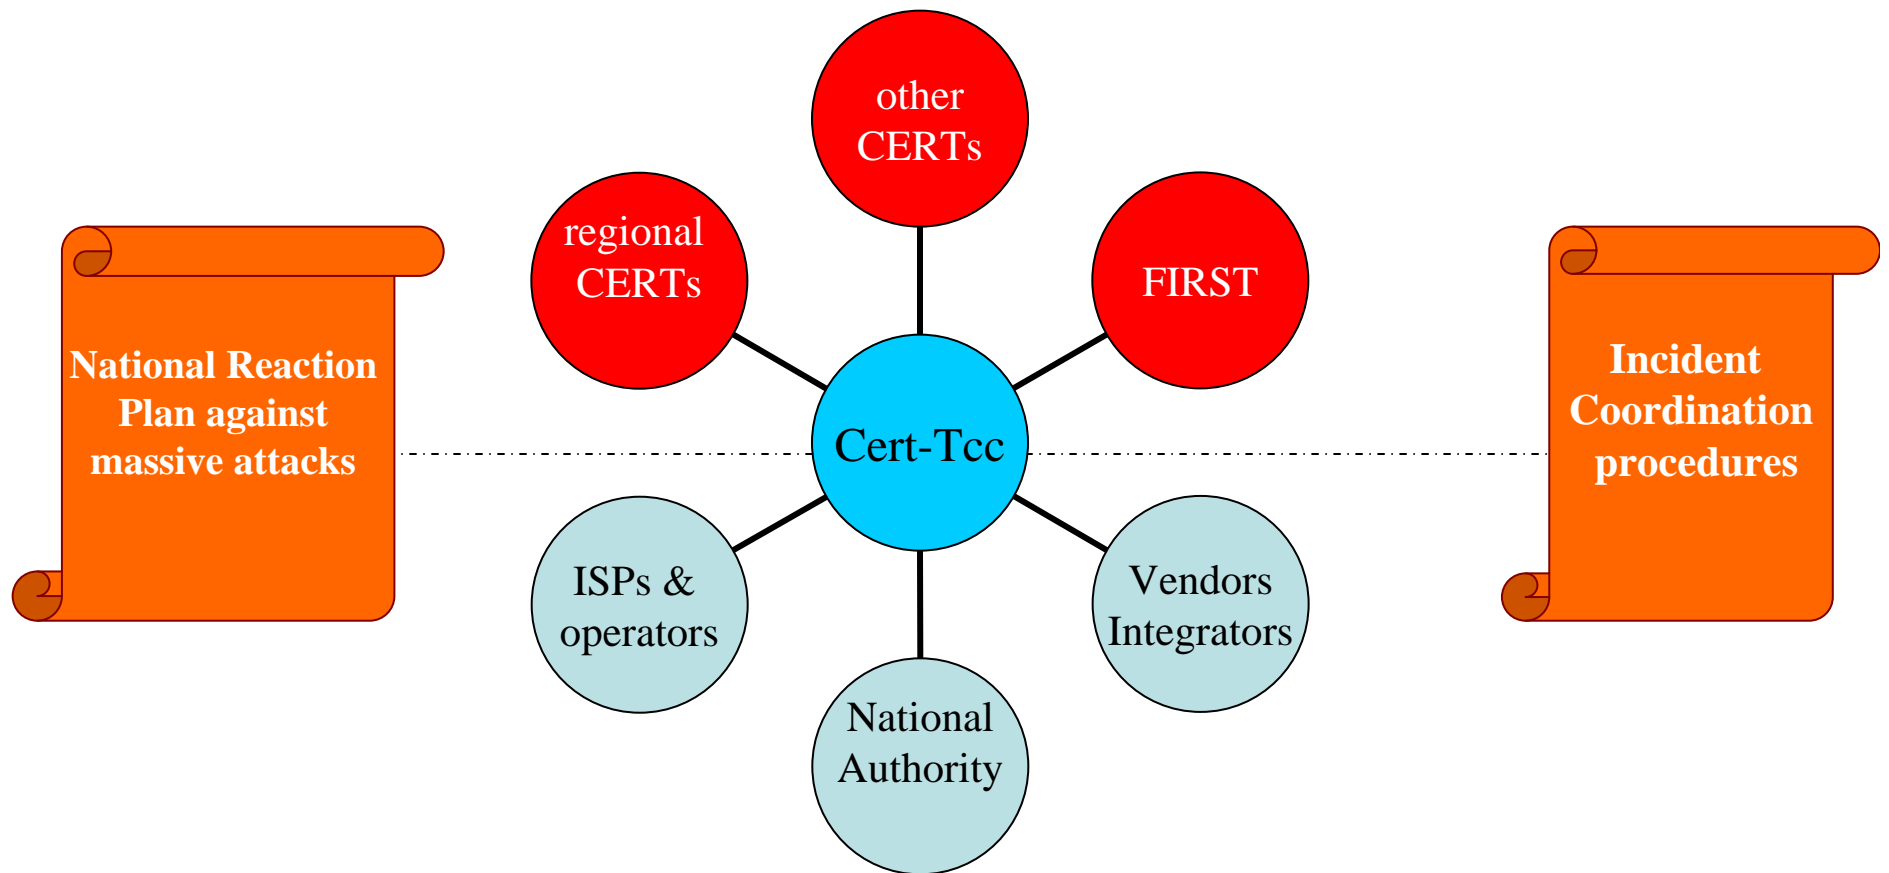 other
CERTs
regional
CERTs
FIRST
National Reaction
Plan against
massive attacks
Cert-Tcc
Incident
Coordination
procedures
ISPs &
operators
Vendors
Integrators
National
Authority